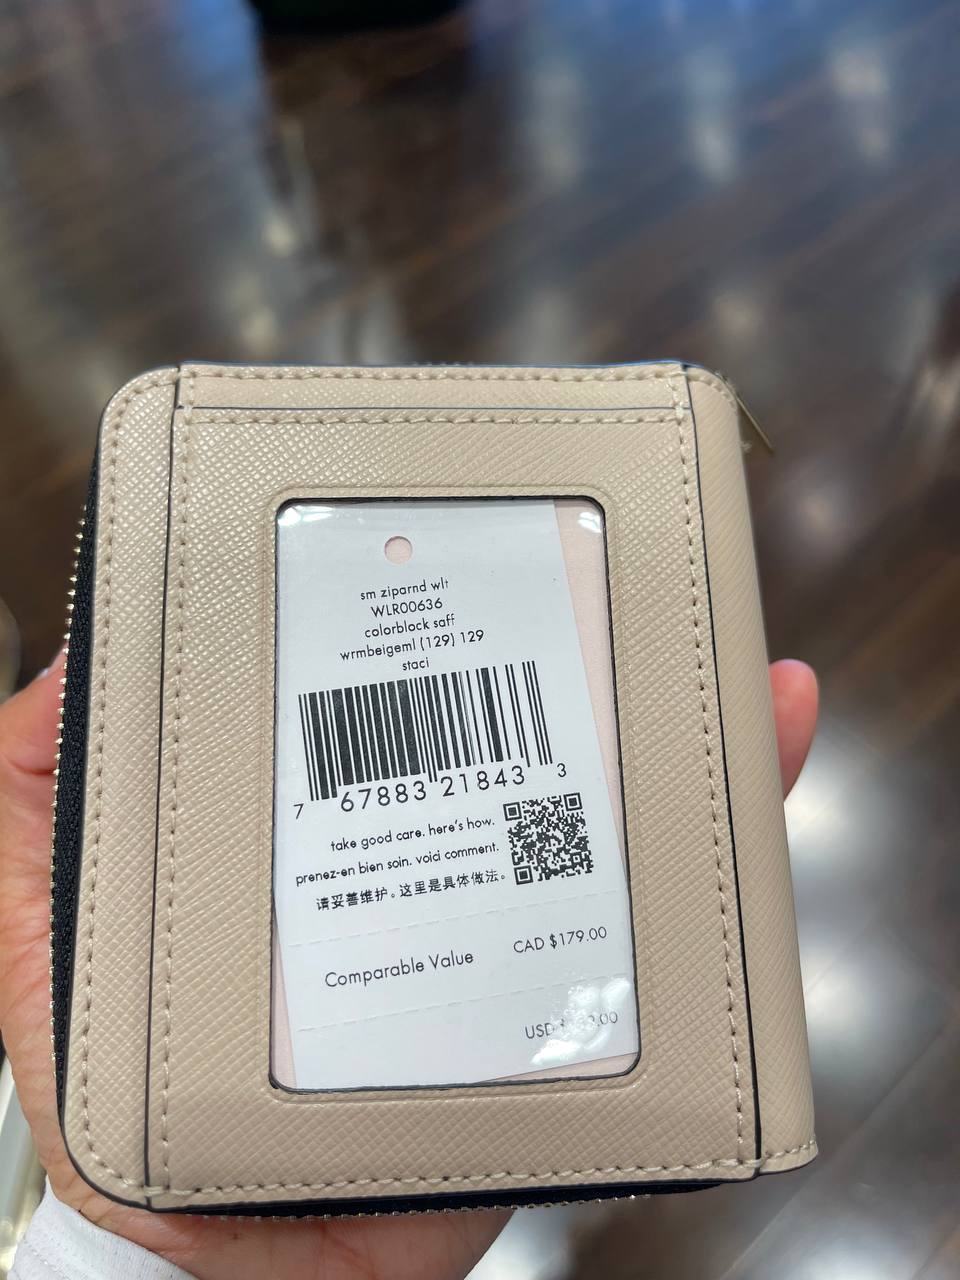 sm ziparnd wlt
WLR00636
colorblock saff
wrmbeigeml (129) 129
staci
7 67883 21843 3
take good care. here's how.
prenez-en bien soin. voici comment.
请妥善维护。这里是具体做法。
Comparable Value CAD $179.00
USD